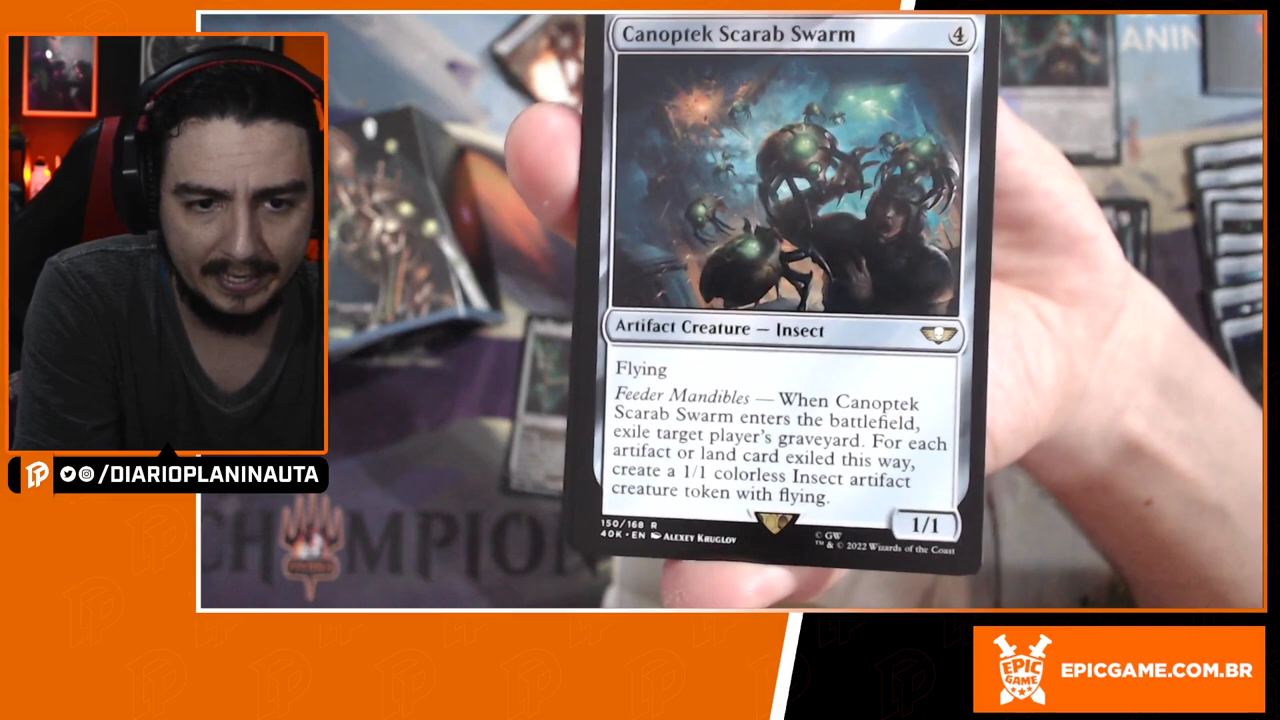 Canoptek Scarab Swarm 4
ANIN
Artifact Creature — Insect
Flying
Feeder Mandibles — When Canoptek
Scarab Swarm enters the battlefield,
exile target player's graveyard. For each
artifact or land card exiled this way,
create a 1/1 colorless Insect artifact
creature token with flying.
1/1
150/168 R
40K • EN Alexey Kruglov
© GW
™ & © 2022 Wizards of the Coast
/DIARIOPLANINAUTA
CHAMPION
EPIC
GAME
EPICGAME.COM.BR